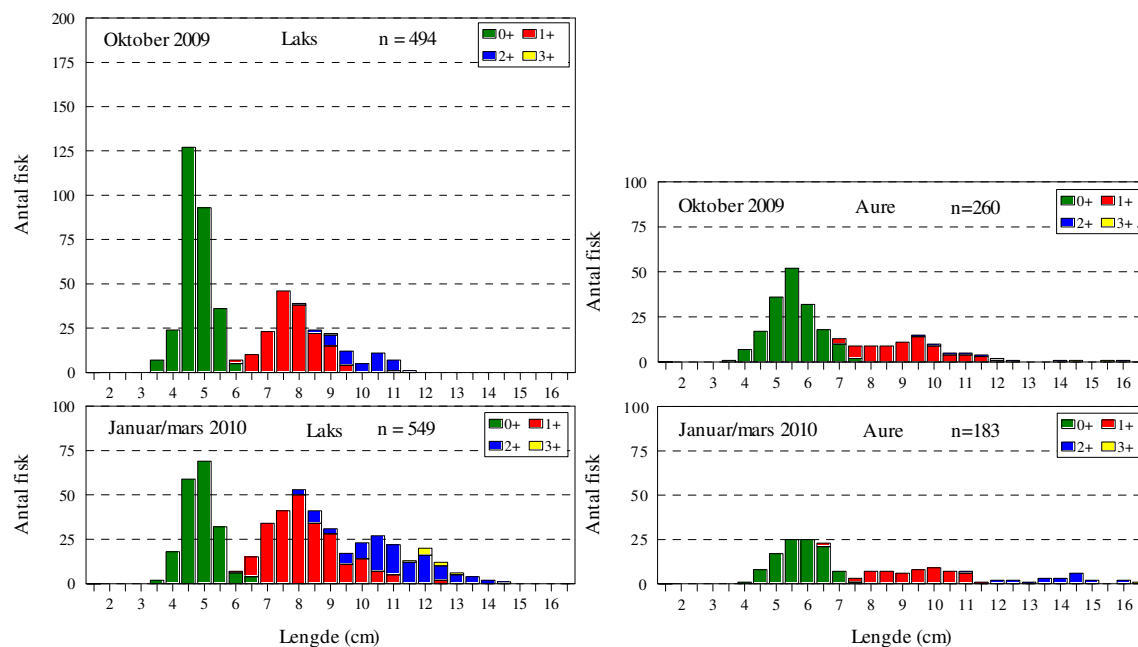 Oktober 2009 Laks n = 494
0+ 1+
2+ 3+
200
175
150
125
100
75
50
25
0
Antal fisk
2 3 4 5 6 7 8 9 10 11 12 13 14 15 16
Januar/mars 2010 Laks n = 549
0+ 1+
2+ 3+
100
75
50
25
0
Antal fisk
2 3 4 5 6 7 8 9 10 11 12 13 14 15 16
Lengde (cm)
Oktober 2009 Aure n=260
0+ 1+
2+ 3+
100
75
50
25
0
Antal fisk
2 3 4 5 6 7 8 9 10 11 12 13 14 15 16
Januar/mars 2010 Aure n=183
0+ 1+
2+ 3+
100
75
50
25
0
Antal fisk
2 3 4 5 6 7 8 9 10 11 12 13 14 15 16
Lengde (cm)